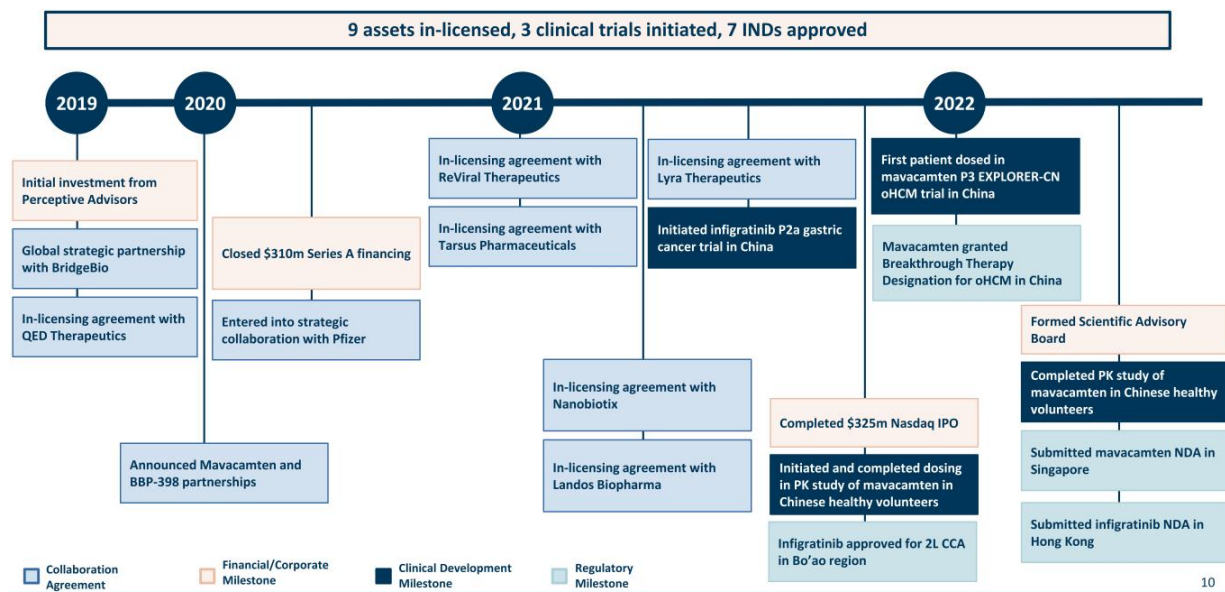 9 assets in-licensed, 3 clinical trials initiated, 7 INDs approved
2019
2020
2021
2022
Initial investment from
Perceptive Advisors
Global strategic partnership
with BridgeBio
In-licensing agreement with
QED Therapeutics
Announced Mavacamten and
BBP-398 partnerships
Closed $310m Series A financing
Entered into strategic
collaboration with Pfizer
In-licensing agreement with
ReViral Therapeutics
In-licensing agreement with
Tarsus Pharmaceuticals
In-licensing agreement with
Nanobiotix
In-licensing agreement with
Landos Biopharma
In-licensing agreement with
Lyra Therapeutics
Initiated infigratinib P2a gastric
cancer trial in China
Completed $325m Nasdaq IPO
Initiated and completed dosing
in PK study of mavacamten in
Chinese healthy volunteers
Infigratinib approved for 2L CCA
in Bo’ao region
First patient dosed in
mavacamten P3 EXPLORER-CN
oHCM trial in China
Mavacamten granted
Breakthrough Therapy
Designation for oHCM in China
Formed Scientific Advisory
Board
Completed PK study of
mavacamten in Chinese healthy
volunteers
Submitted mavacamten NDA in
Singapore
Submitted infigratinib NDA in
Hong Kong
Collaboration
Agreement
Financial/Corporate
Milestone
Clinical Development
Milestone
Regulatory
Milestone
10